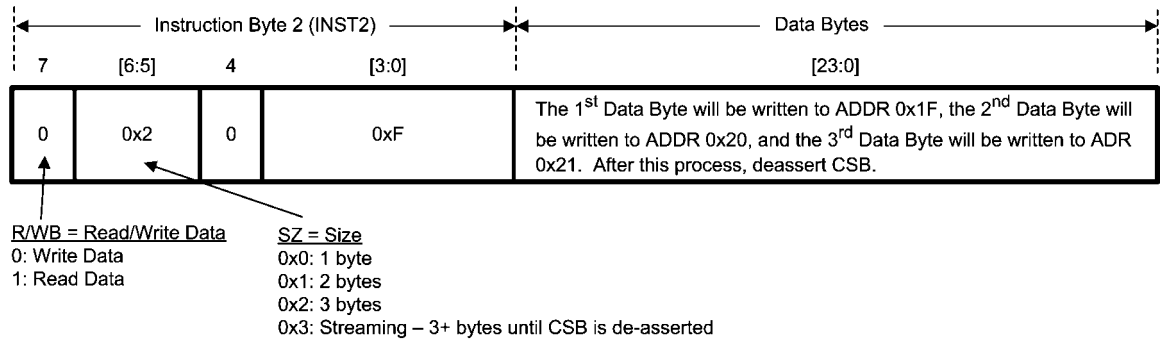 Instruction Byte 2 (INST2) Data Bytes
7 [6:5] 4 [3:0] [23:0]
The 1st Data Byte will be written to ADDR 0x1F, the 2nd Data Byte will
0 0x2 0 0xF be written to ADDR 0x20, and the 3rd Data Byte will be written to ADR
0x21. After this process, deassert CSB.
R/WB = Read/Write Data
0: Write Data
1: Read Data
SZ = Size
0x0: 1 byte
0x1: 2 bytes
0x2: 3 bytes
0x3: Streaming – 3+ bytes until CSB is de-asserted